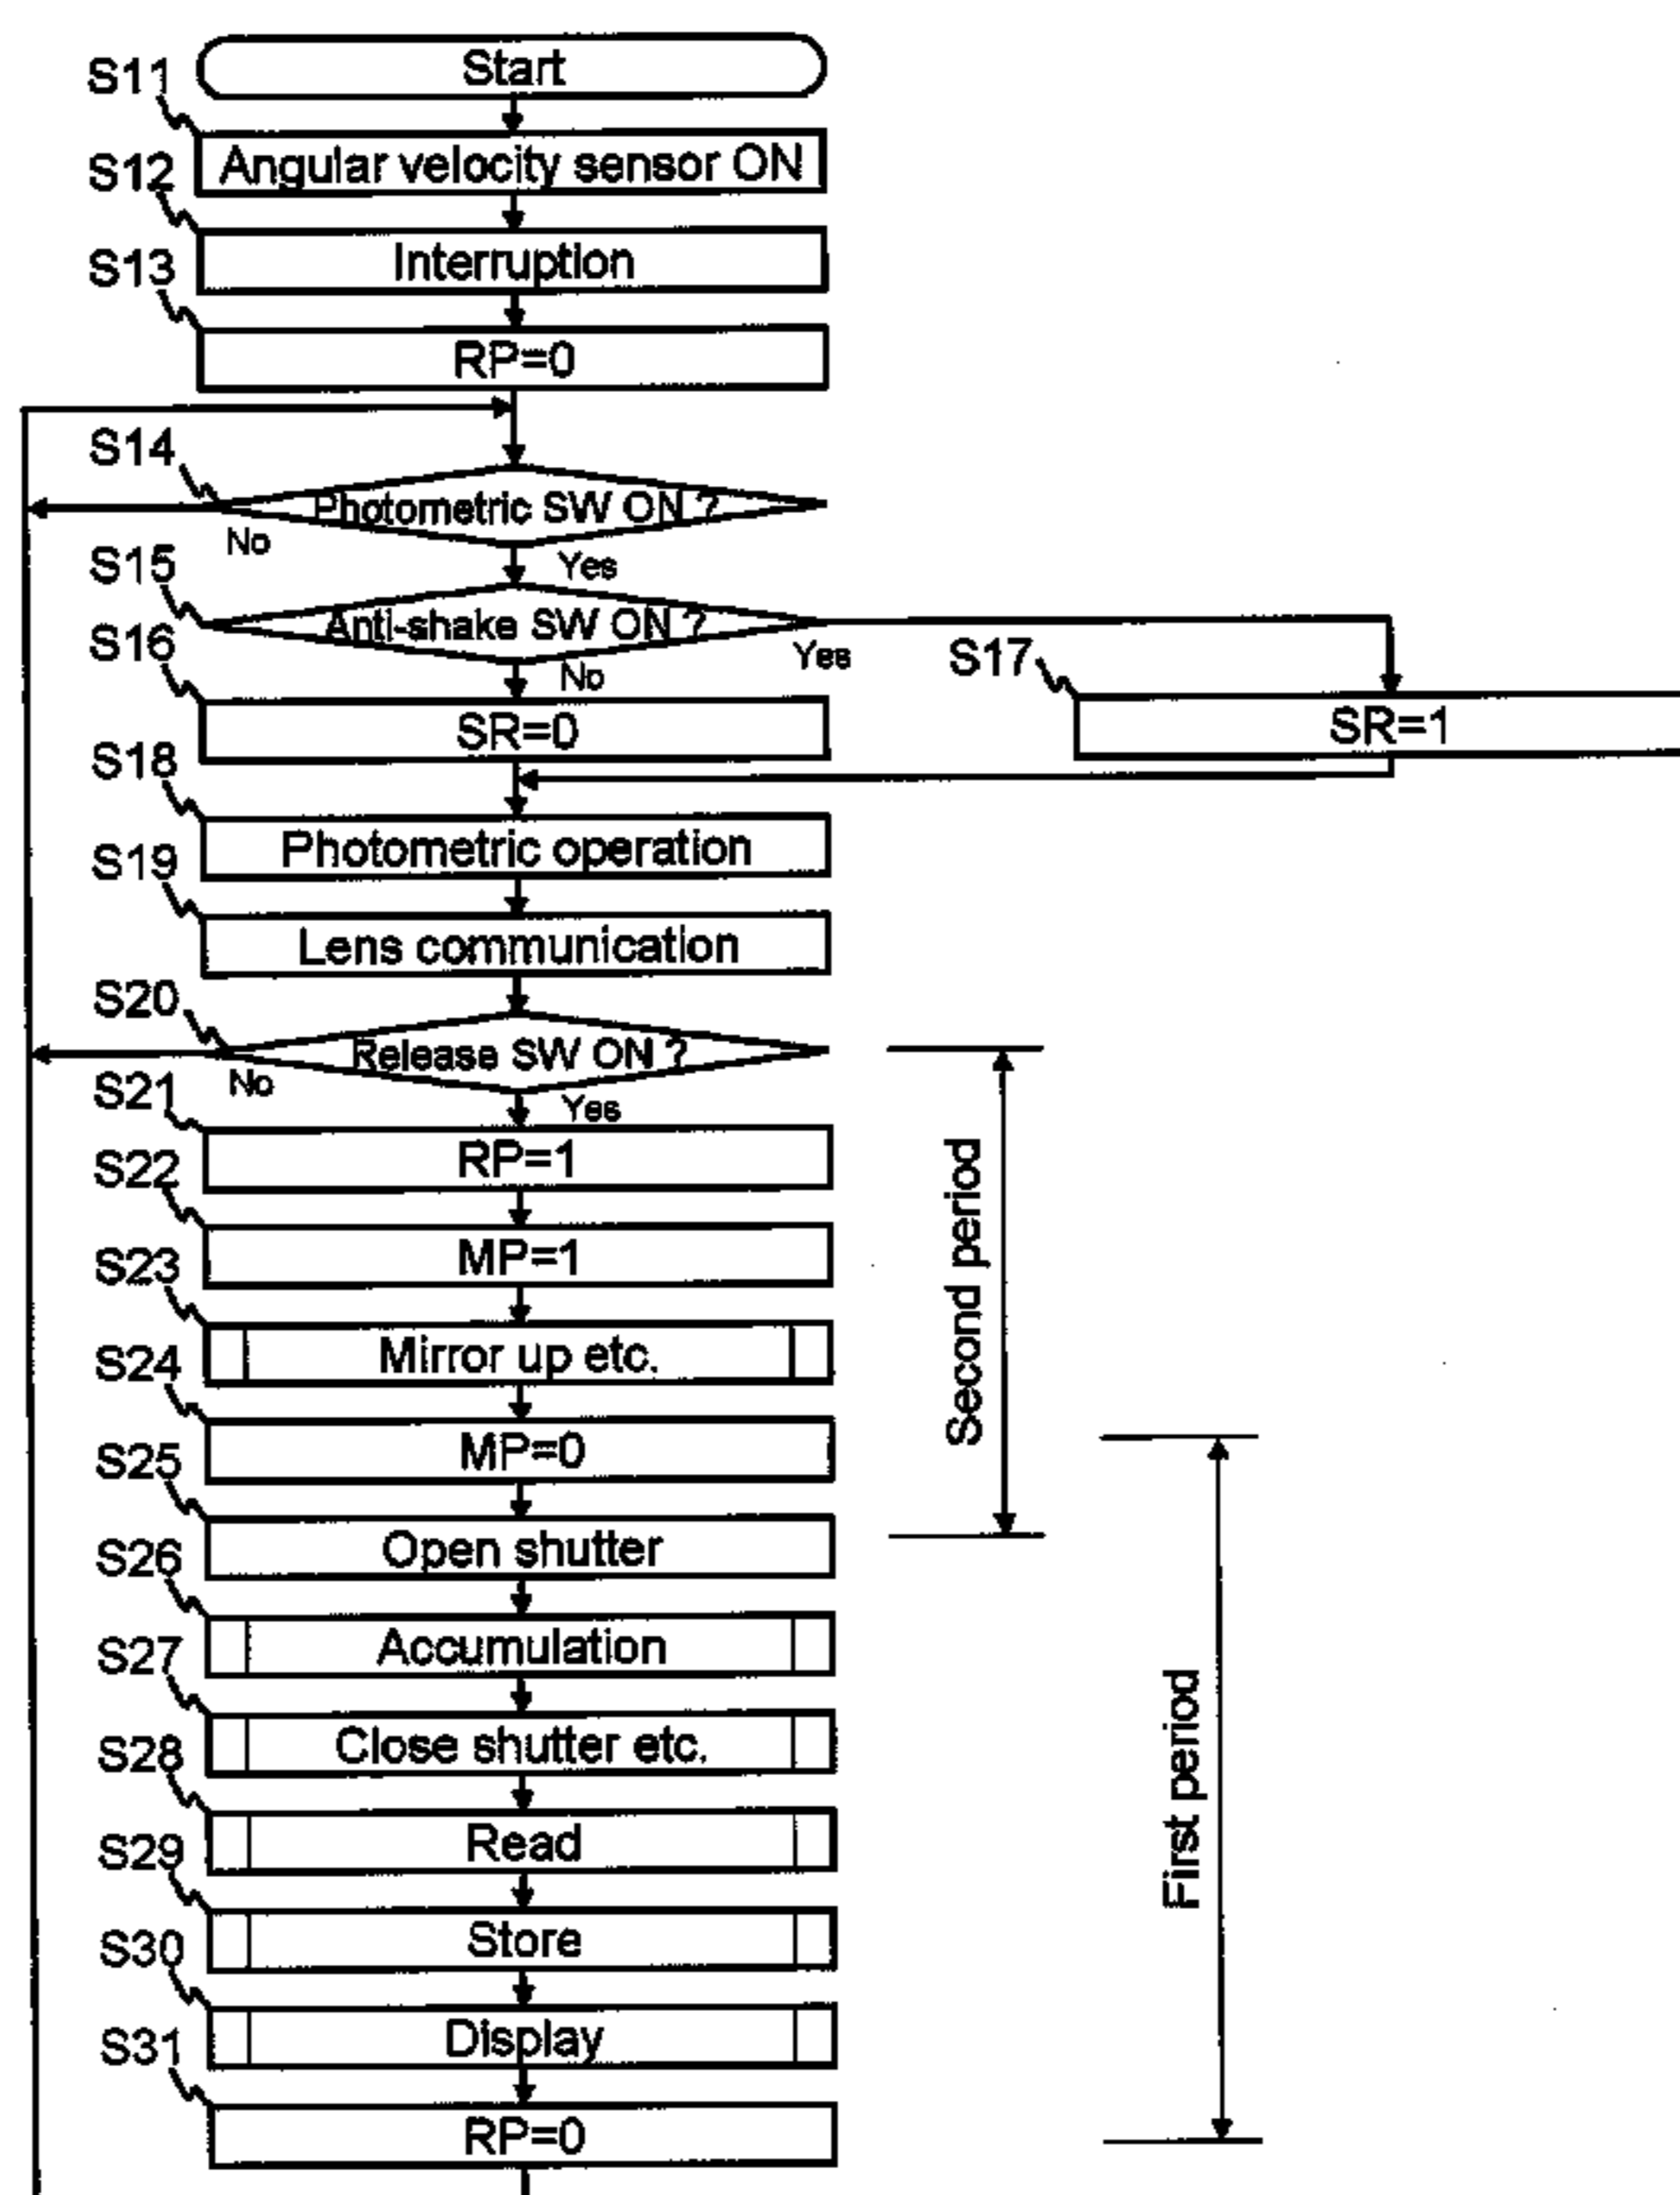 Start
S11
Angular velocity sensor ON
S12
Interruption
S13
RP=0
S14
Photometric SW ON ?
No
Yes
S15
Anti-shake SW ON ?
Yes
No
S16
SR=0
S17
SR=1
S18
Photometric operation
S19
Lens communication
S20
Release SW ON ?
No
Yes
S21
RP=1
S22
MP=1
S23
Mirror up etc.
S24
MP=0
S25
Open shutter
Second period
S26
Accumulation
S27
Close shutter etc.
S28
Read
S29
Store
S30
Display
S31
RP=0
First period